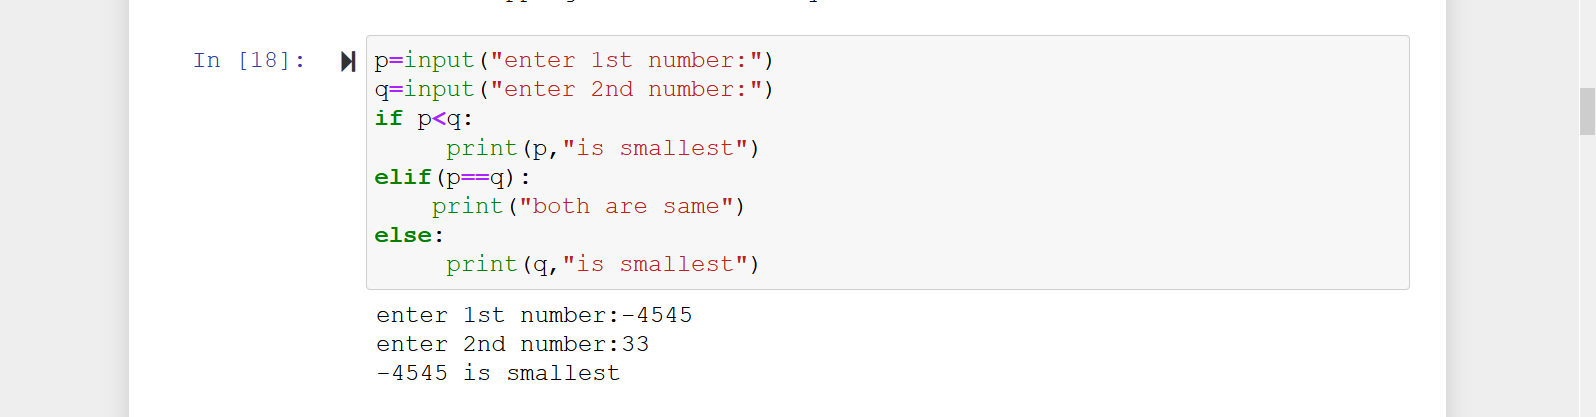 In [18]:
p=input("enter 1st number:")
q=input("enter 2nd number:")
if p<q:
     print(p,"is smallest")
elif(p==q):
    print("both are same")
else:
     print(q,"is smallest")
enter 1st number:-4545
enter 2nd number:33
-4545 is smallest